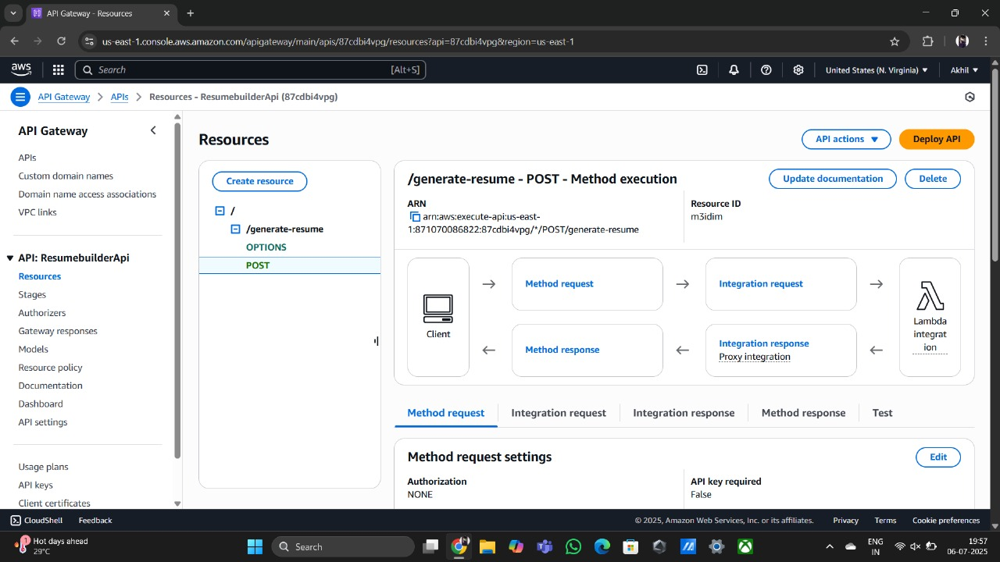 API Gateway - Resources
us-east-1.console.aws.amazon.com/apigateway/main/apis/87cdbi4vpg/resources?api=87cdbi4vpg&region=us-east-1
aws
Search
[Alt+S]
United States (N. Virginia)
Akhil
API Gateway
APIs
Resources - ResumebuilderApi (87cdbi4vpg)
API Gateway
APIs
Custom domain names
Domain name access associations
VPC links
API: ResumebuilderApi
Resources
Stages
Authorizers
Gateway responses
Models
Resource policy
Documentation
Dashboard
API settings
Usage plans
API keys
Client certificates
Resources
API actions
Deploy API
Create resource
/
/generate-resume
OPTIONS
POST
/generate-resume - POST - Method execution
Update documentation
Delete
ARN
arn:aws:execute-api:us-east-
1:871070086822:87cdbi4vpg/*/POST/generate-resume
Resource ID
m3idim
Client
Method request
Integration request
Method response
Integration response
Proxy integration
Lambda
integrat
ion
Method request
Integration request
Integration response
Method response
Test
Method request settings
Edit
Authorization
NONE
API key required
False
CloudShell
Feedback
© 2025, Amazon Web Services, Inc. or its affiliates.
Privacy
Terms
Cookie preferences
1
Hot days ahead
29°C
Search
ENG
IN
19:57
06-07-2025